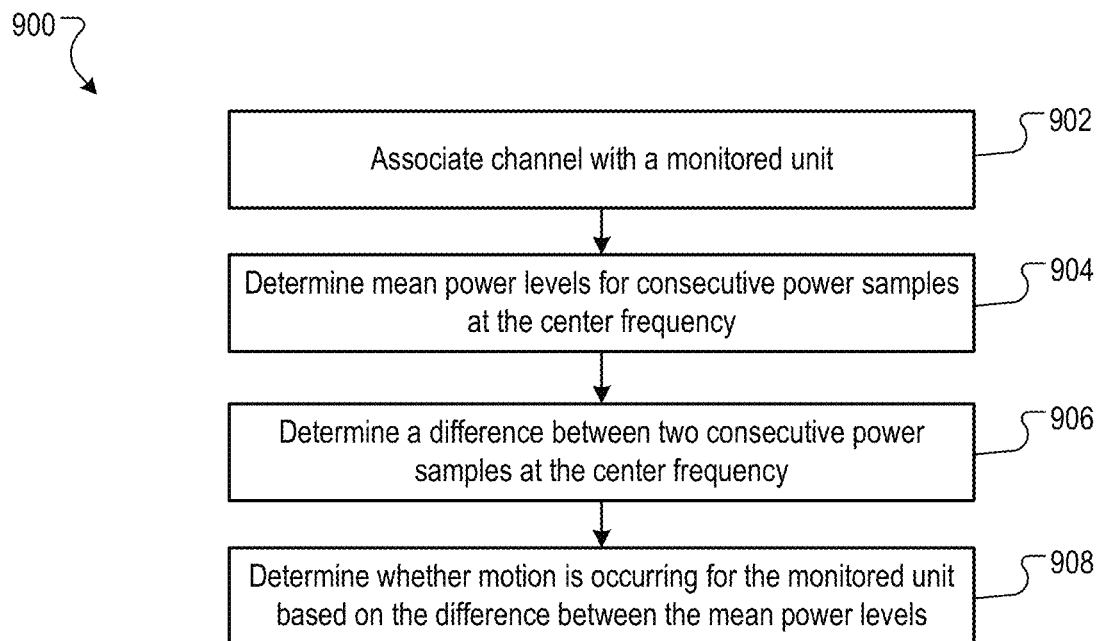 900
Associate channel with a monitored unit
902
Determine mean power levels for consecutive power samples
at the center frequency
904
Determine a difference between two consecutive power
samples at the center frequency
906
Determine whether motion is occurring for the monitored unit
based on the difference between the mean power levels
908